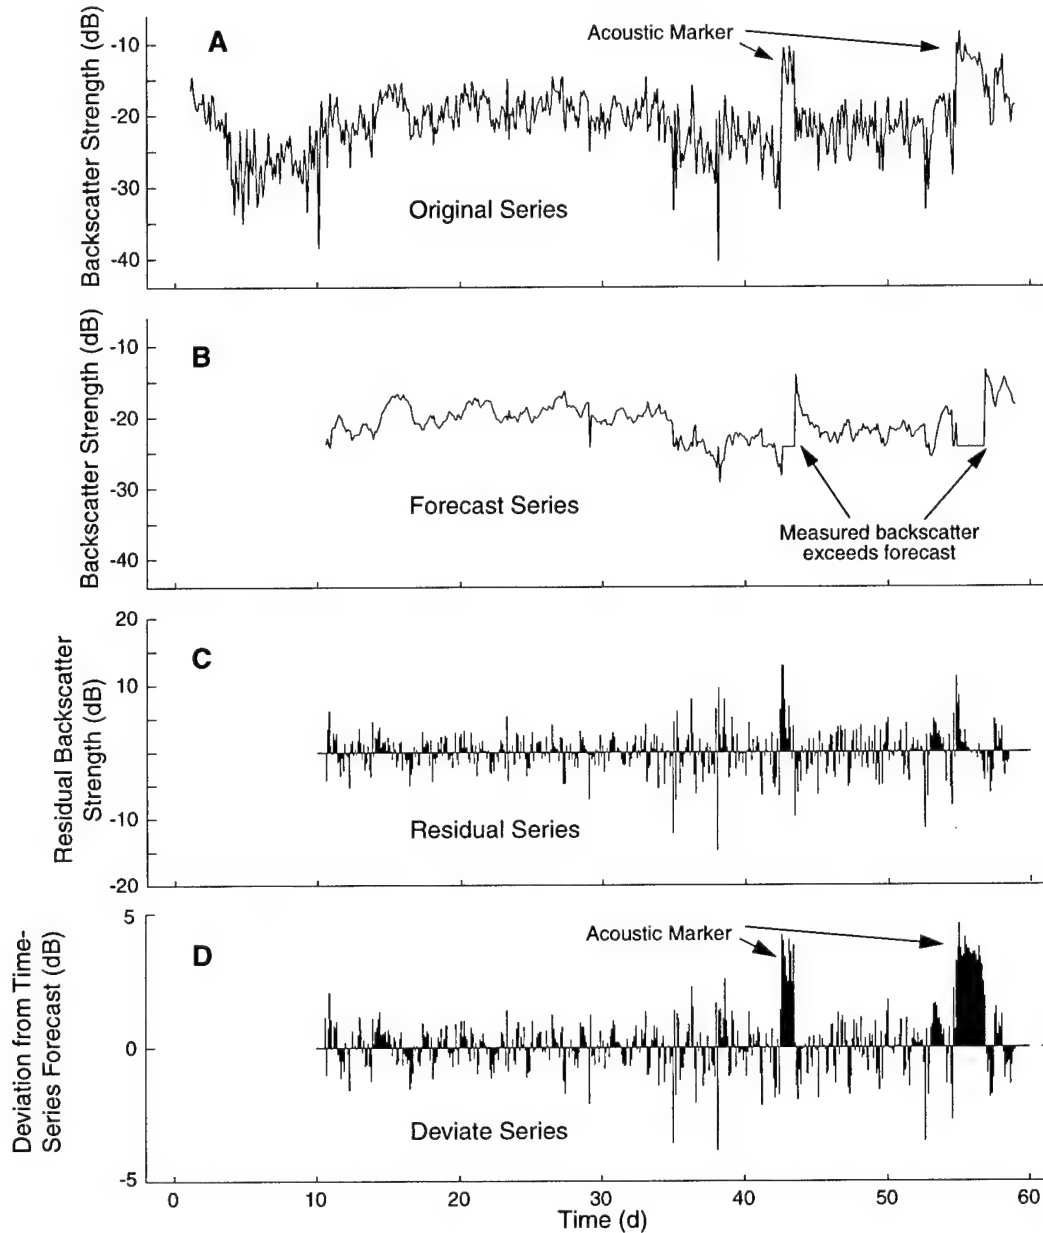 A
Backscatter Strength (dB)
-10
-20
-30
-40
Acoustic Marker
Original Series
B
Backscatter Strength (dB)
-10
-20
-30
-40
Forecast Series
Measured backscatter
exceeds forecast
C
Residual Backscatter
Strength (dB)
20
10
0
-10
-20
Residual Series
D
Deviation from Time-
Series Forecast (dB)
5
0
-5
Acoustic Marker
Deviate Series
0 10 20 30 40 50 60
Time (d)